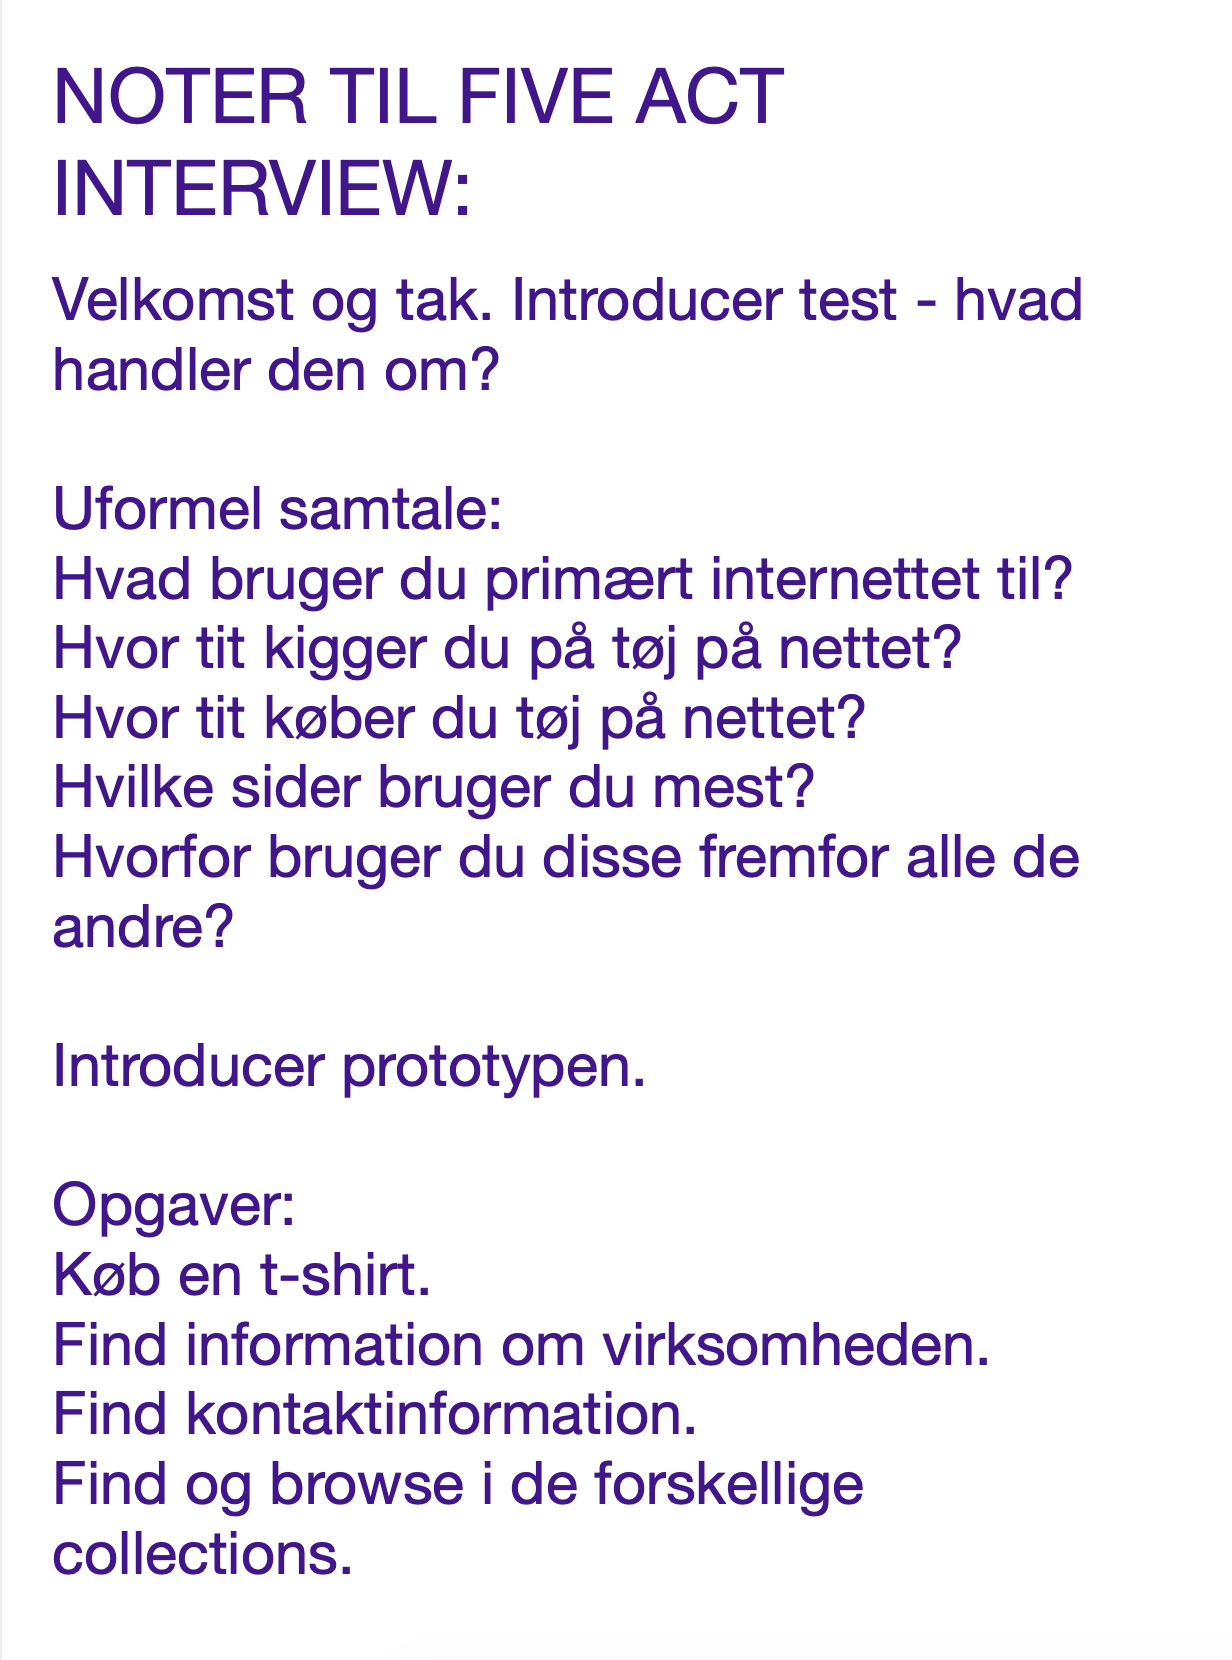 NOTER TIL FIVE ACT
INTERVIEW:
Velkomst og tak. Introducer test - hvad
handler den om?
Uformel samtale:
Hvad bruger du primært internettet til?
Hvor tit kigger du på tøj på nettet?
Hvor tit køber du tøj på nettet?
Hvilke sider bruger du mest?
Hvorfor bruger du disse fremfor alle de
andre?
Introducer prototypen.
Opgaver:
Køb en t-shirt.
Find information om virksomheden.
Find kontaktinformation.
Find og browse i de forskellige
collections.